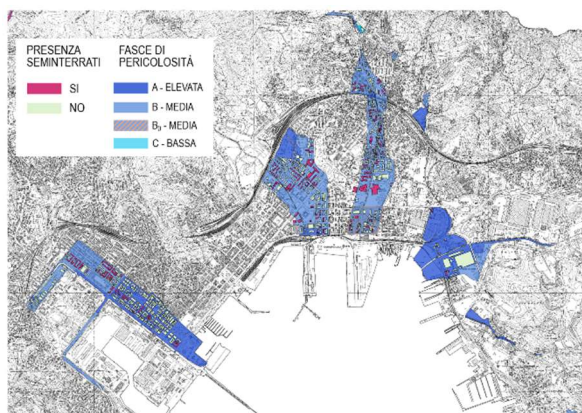 PRESENZA
SEMINTERRATI
SI
NO
FASCE DI
PERICOLOSITÀ
A - ELEVATA
B - MEDIA
B₀ - MEDIA
C - BASSA